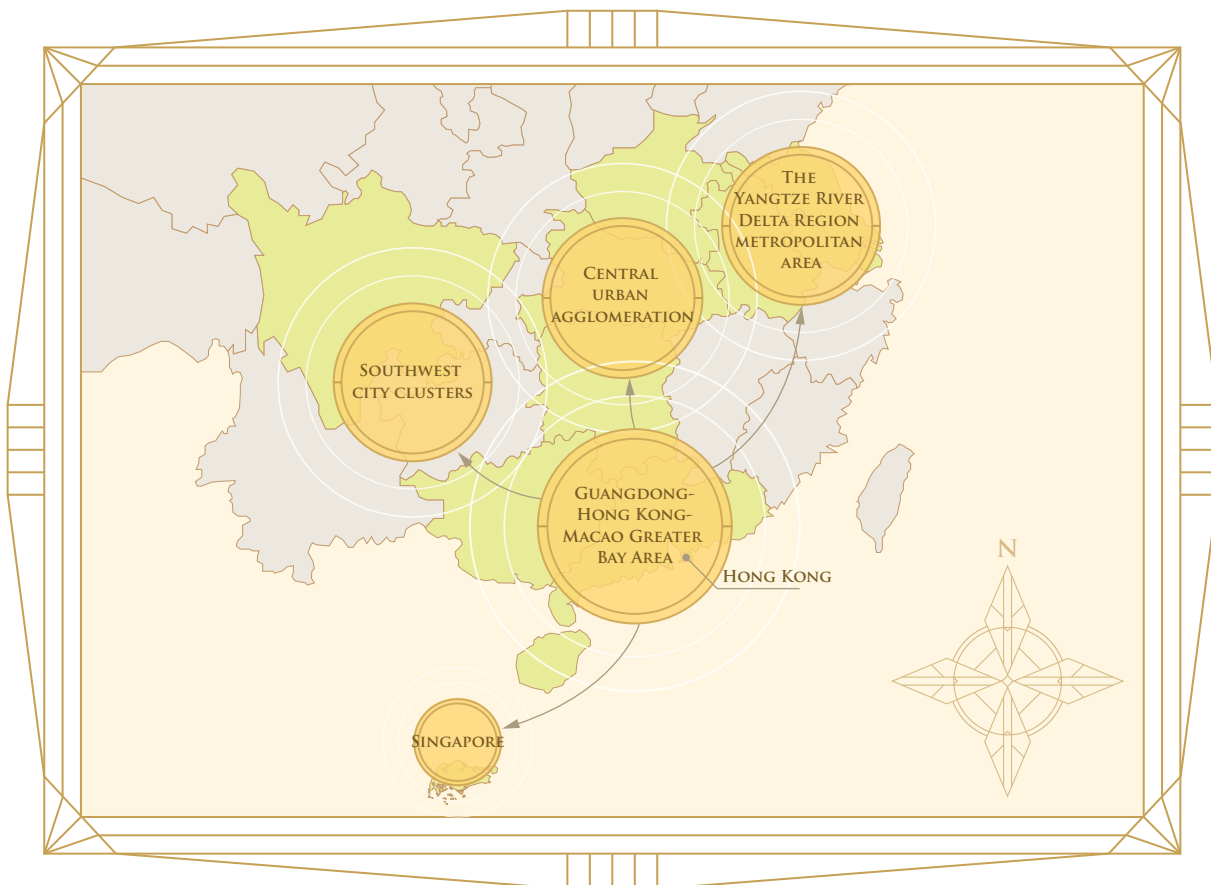 THE
YANGTZE RIVER
DELTA REGION
METROPOLITAN
AREA
CENTRAL
URBAN
AGGLOMERATION
SOUTHWEST
CITY CLUSTERS
GUANGDONG-
HONG KONG-
MACAO GREATER
BAY AREA
HONG KONG
N
SINGAPORE